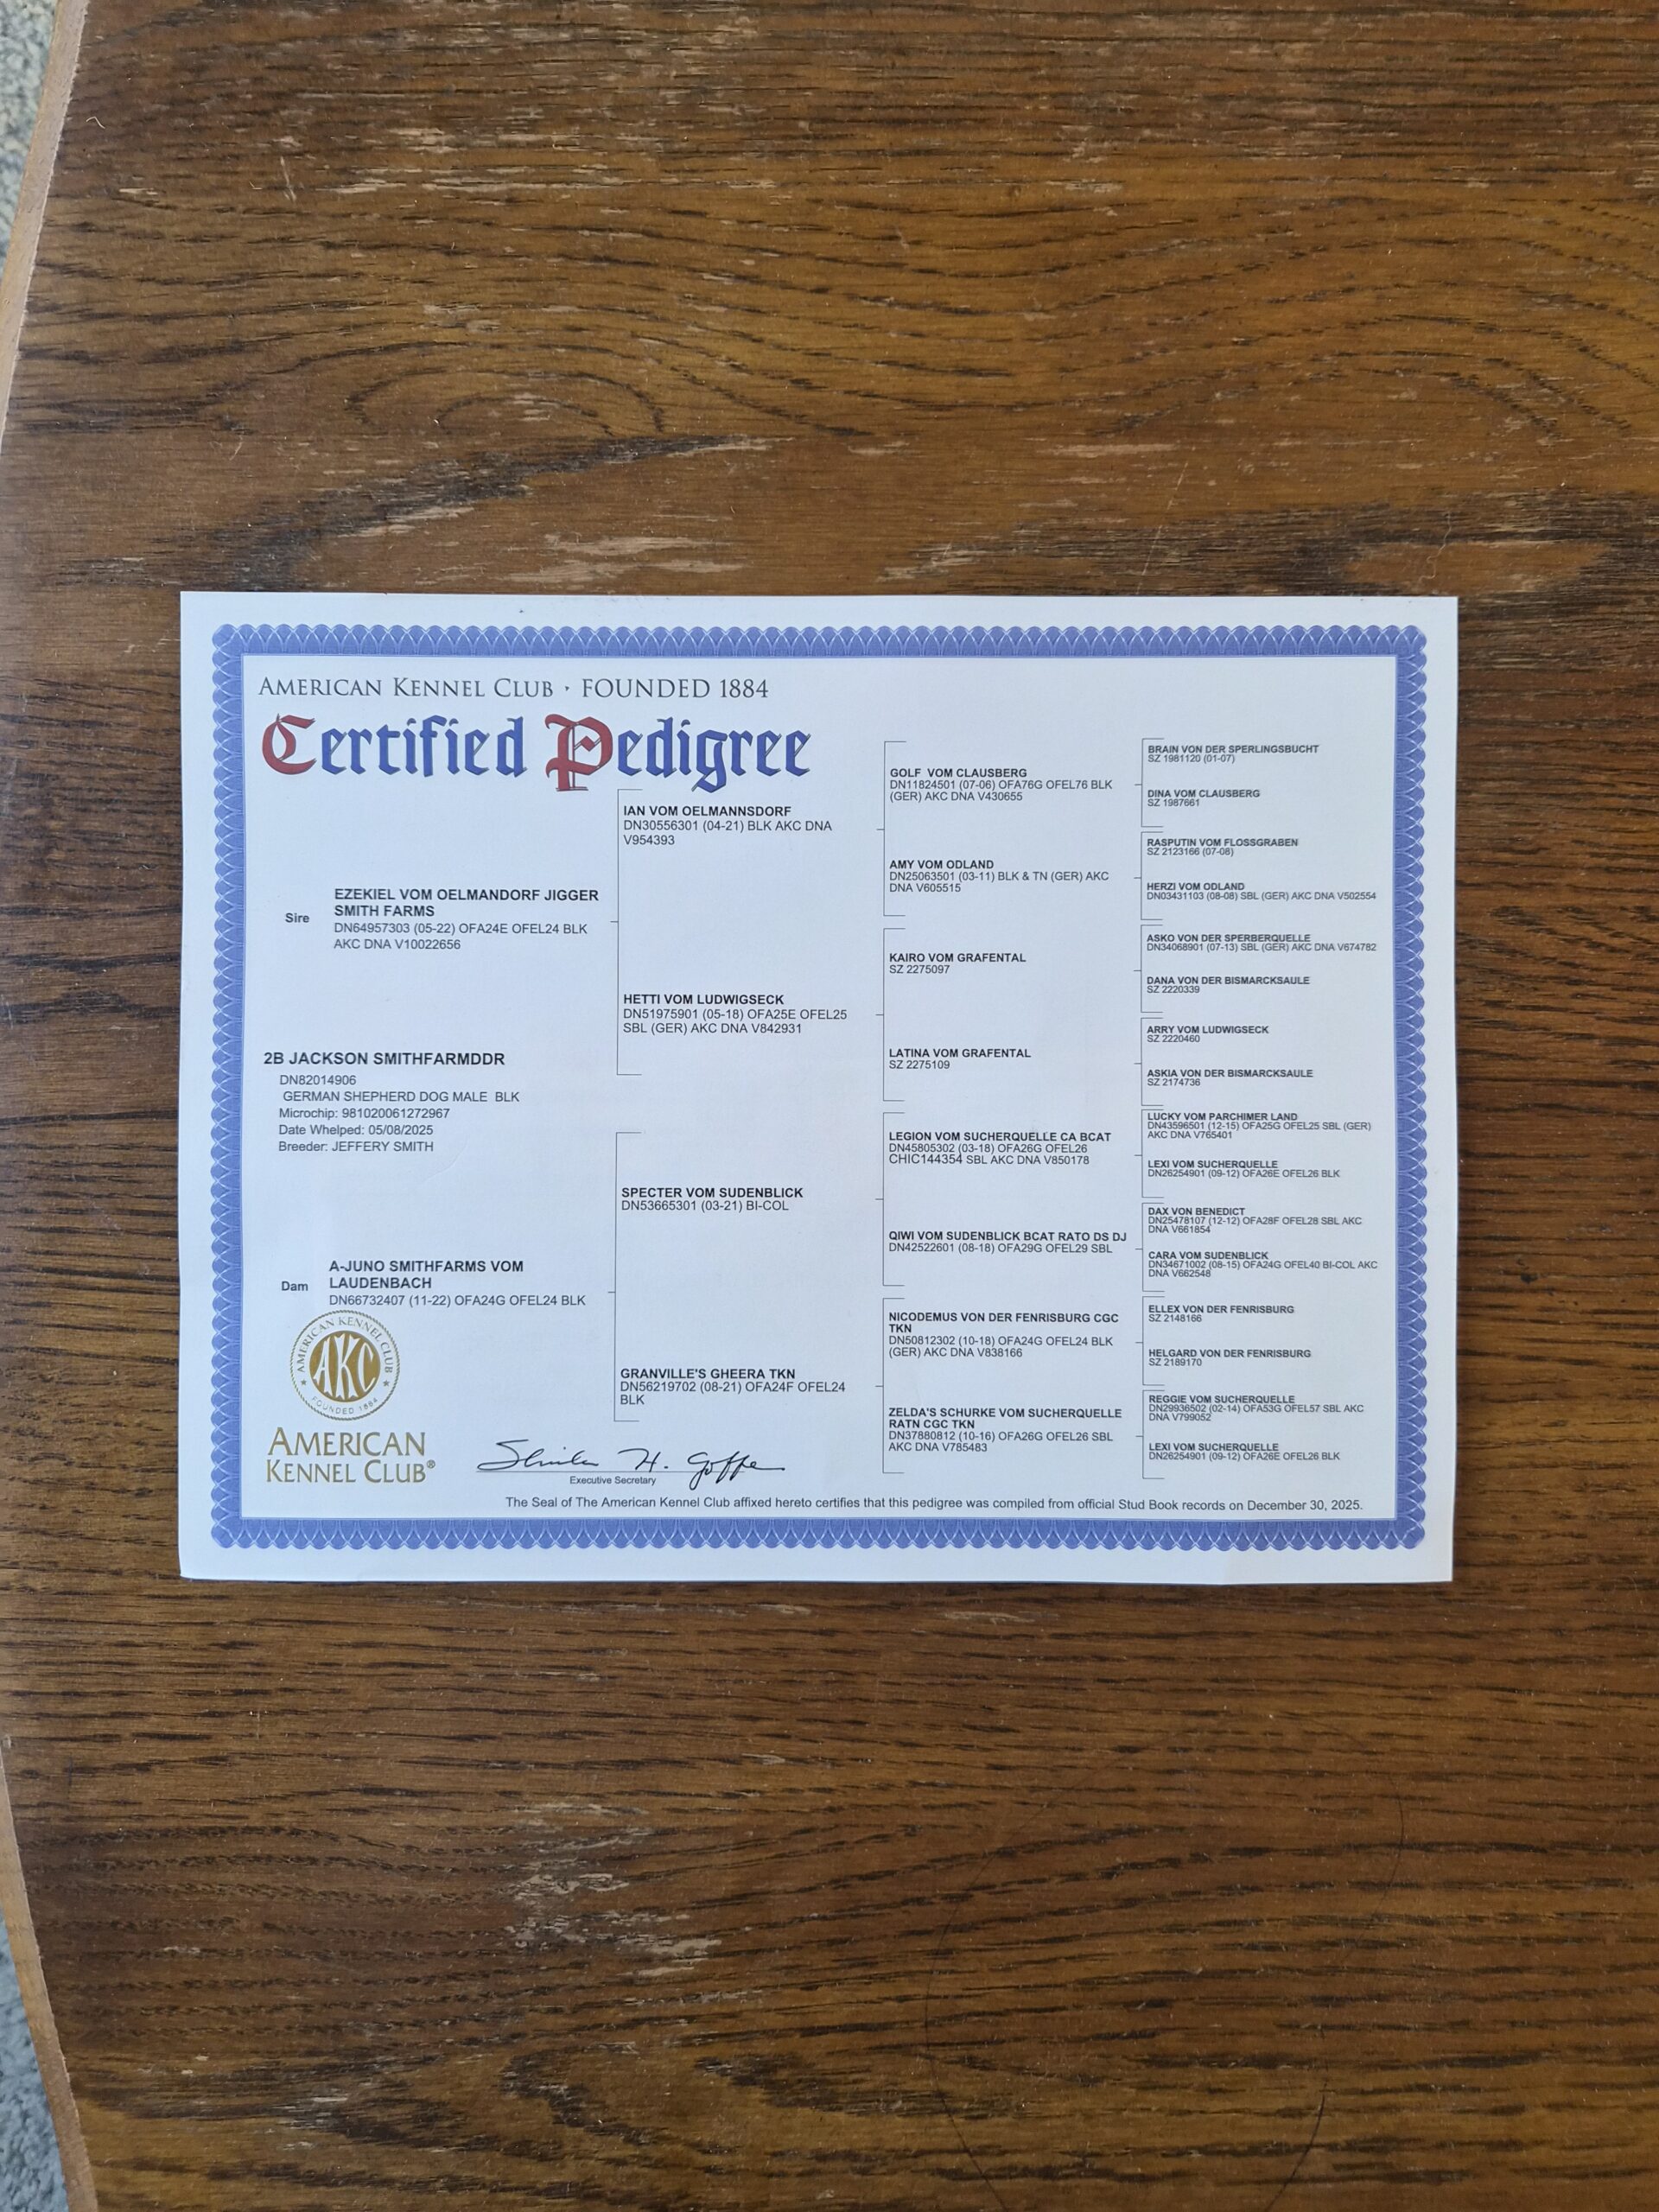 AMERICAN KENNEL CLUB · FOUNDED 1884
Certified Pedigree
Sire
EZEKIEL VOM OELMANDORF JIGGER
SMITH FARMS
DN64957303 (05-22) OFA24E OFEL24 BLK
AKC DNA V10022656
2B JACKSON SMITHFARMDDR
DN82014906
GERMAN SHEPHERD DOG MALE BLK
Microchip: 981020061272967
Date Whelped: 05/08/2025
Breeder: JEFFERY SMITH
Dam
A-JUNO SMITHFARMS VOM
LAUDENBACH
DN66732407 (11-22) OFA24G OFEL24 BLK
IAN VOM OELMANNSDORF
DN30556301 (04-21) BLK AKC DNA
V954393
HETTI VOM LUDWIGSECK
DN51975901 (05-18) OFA25E OFEL25
SBL (GER) AKC DNA V842931
SPECTER VOM SUDENBLICK
DN53665301 (03-21) BI-COL
GRANVILLE'S GHEERA TKN
DN56219702 (08-21) OFA24F OFEL24
BLK
GOLF VOM CLAUSBERG
DN11824501 (07-06) OFA76G OFEL76 BLK
(GER) AKC DNA V430655
AMY VOM ODLAND
DN25063501 (03-11) BLK & TN (GER) AKC
DNA V605515
KAIRO VOM GRAFENTAL
SZ 2275097
LATINA VOM GRAFENTAL
SZ 2275109
LEGION VOM SUCHERQUELLE CA BCAT
DN45805302 (03-18) OFA26G OFEL26
CHIC144354 SBL AKC DNA V850178
QIWI VOM SUDENBLICK BCAT RATO DS DJ
DN42522601 (08-18) OFA29G OFEL29 SBL
NICODEMUS VON DER FENRISBURG CGC
TKN
DN50812302 (10-18) OFA24G OFEL24 BLK
(GER) AKC DNA V838166
ZELDA'S SCHURKE VOM SUCHERQUELLE
RATN CGC TKN
DN37880812 (10-16) OFA26G OFEL26 SBL
AKC DNA V785483
BRAIN VON DER SPERLINGSBUCHT
SZ 1981120 (01-07)
DINA VOM CLAUSBERG
SZ 1987661
RASPUTIN VOM FLOSSGRABEN
SZ 2123166 (07-08)
HERZI VOM ODLAND
DN03431103 (08-08) SBL (GER) AKC DNA V502554
ASKO VON DER SPERBERQUELLE
DN34068901 (07-13) SBL (GER) AKC DNA V674782
DANA VON DER BISMARCKSAULE
SZ 2220339
ARRY VOM LUDWIGSECK
SZ 2220460
ASKIA VON DER BISMARCKSAULE
SZ 2174736
LUCKY VOM PARCHIMER LAND
DN43596501 (12-15) OFA25G OFEL25 SBL (GER)
AKC DNA V765401
LEXI VOM SUCHERQUELLE
DN26254901 (09-12) OFA26E OFEL26 BLK
DAX VON BENEDICT
DN25478107 (12-12) OFA28F OFEL28 SBL AKC
DNA V661854
CARA VOM SUDENBLICK
DN34671002 (08-15) OFA24G OFEL40 BI-COL AKC
DNA V662548
ELLEX VON DER FENRISBURG
SZ 2148166
HELGARD VON DER FENRISBURG
SZ 2189170
REGGIE VOM SUCHERQUELLE
DN29936502 (02-14) OFA53G OFEL57 SBL AKC
DNA V799052
LEXI VOM SUCHERQUELLE
DN26254901 (09-12) OFA26E OFEL26 BLK
AMERICAN KENNEL CLUB
AKC
FOUNDED 1884
AMERICAN
KENNEL CLUB®
Executive Secretary
The Seal of The American Kennel Club affixed hereto certifies that this pedigree was compiled from official Stud Book records on December 30, 2025.